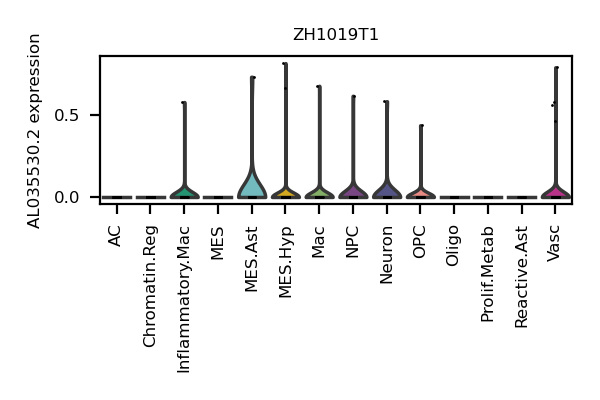 ZH1019T1
AL035530.2 expression
0.5
0.0
AC
Chromatin.Reg
Inflammatory.Mac
MES
MES.Ast
MES.Hyp
Mac
NPC
Neuron
OPC
Oligo
Prolif.Metab
Reactive.Ast
Vasc